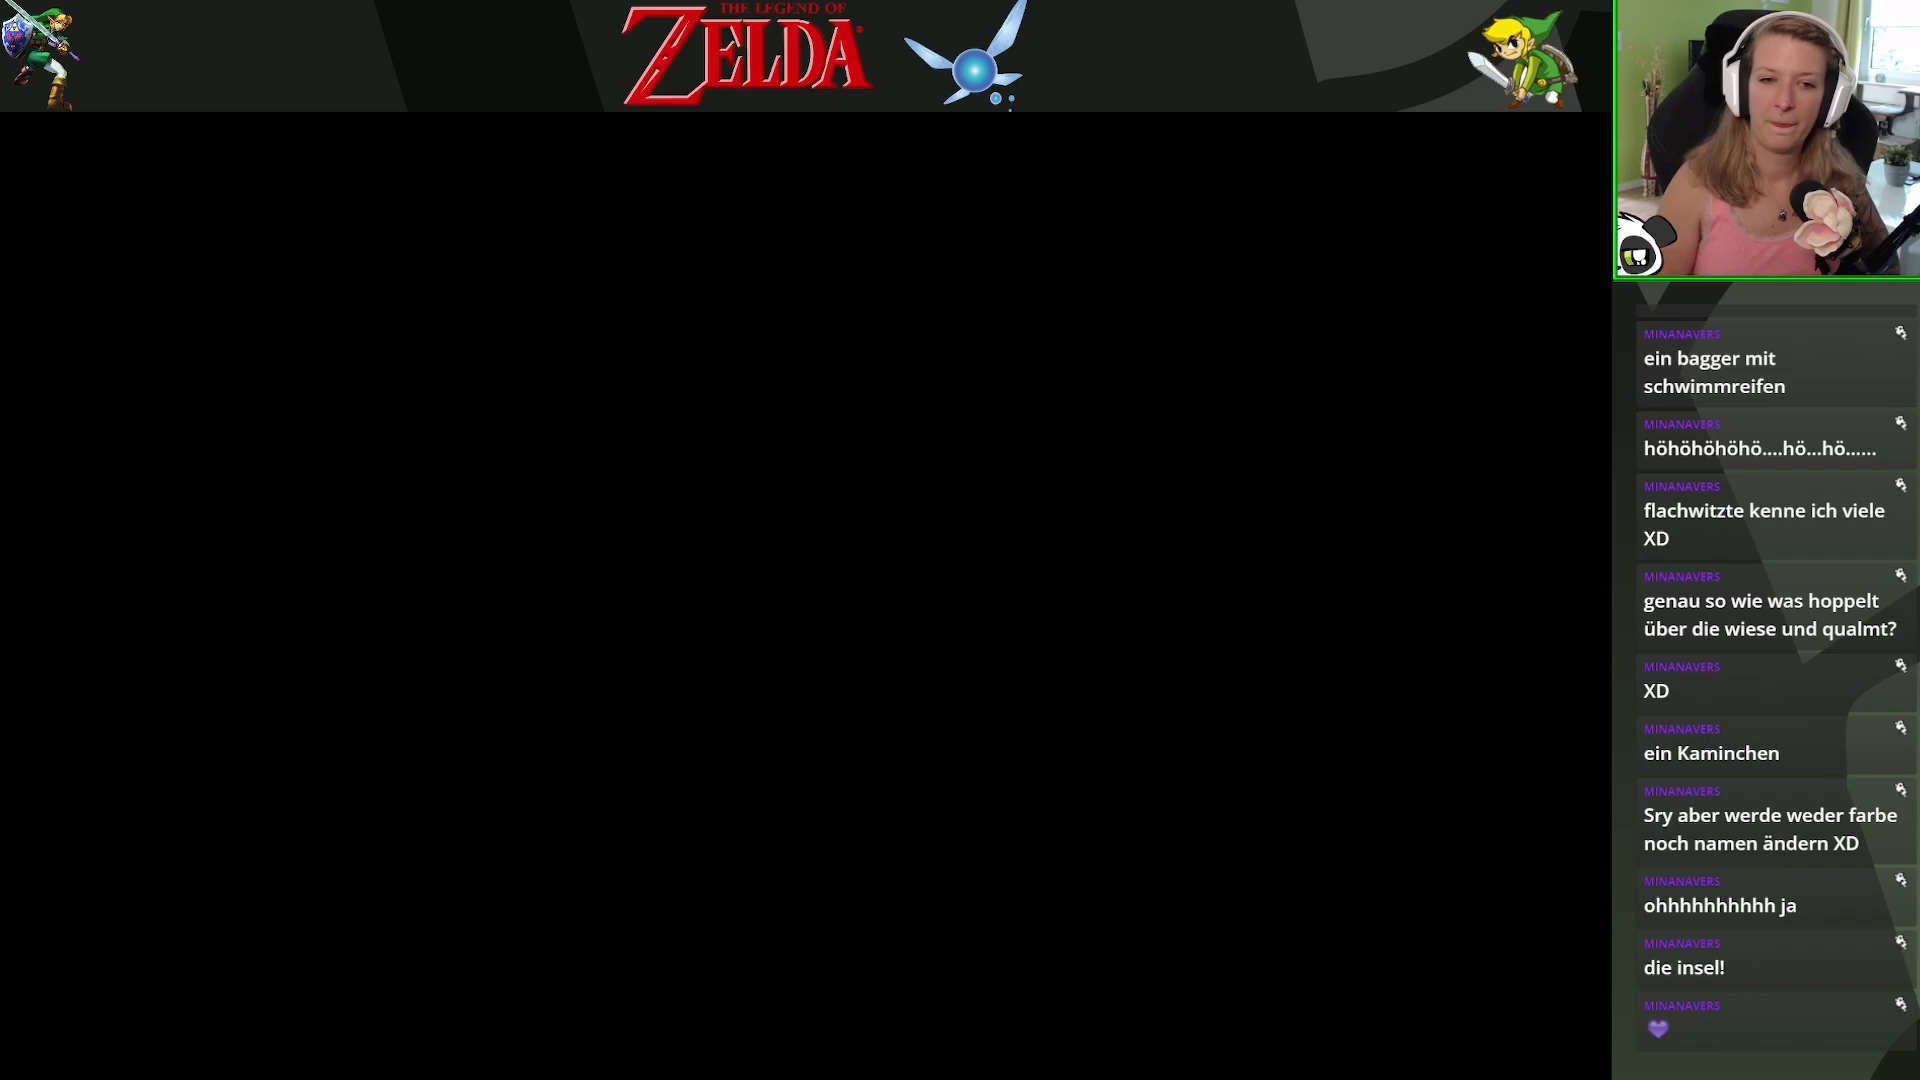 THE LEGEND OF
ZELDA
MINANAVERS
ein bagger mit
schwimmreifen
MINANAVERS
höhöhöhöhö....hö...hö......
MINANAVERS
flachwitzte kenne ich viele
XD
MINANAVERS
genau so wie was hoppelt
über die wiese und qualmt?
MINANAVERS
XD
MINANAVERS
ein Kaminchen
MINANAVERS
Sry aber werde weder farbe
noch namen ändern XD
MINANAVERS
ohhhhhhhhhh ja
MINANAVERS
die insel!
MINANAVERS